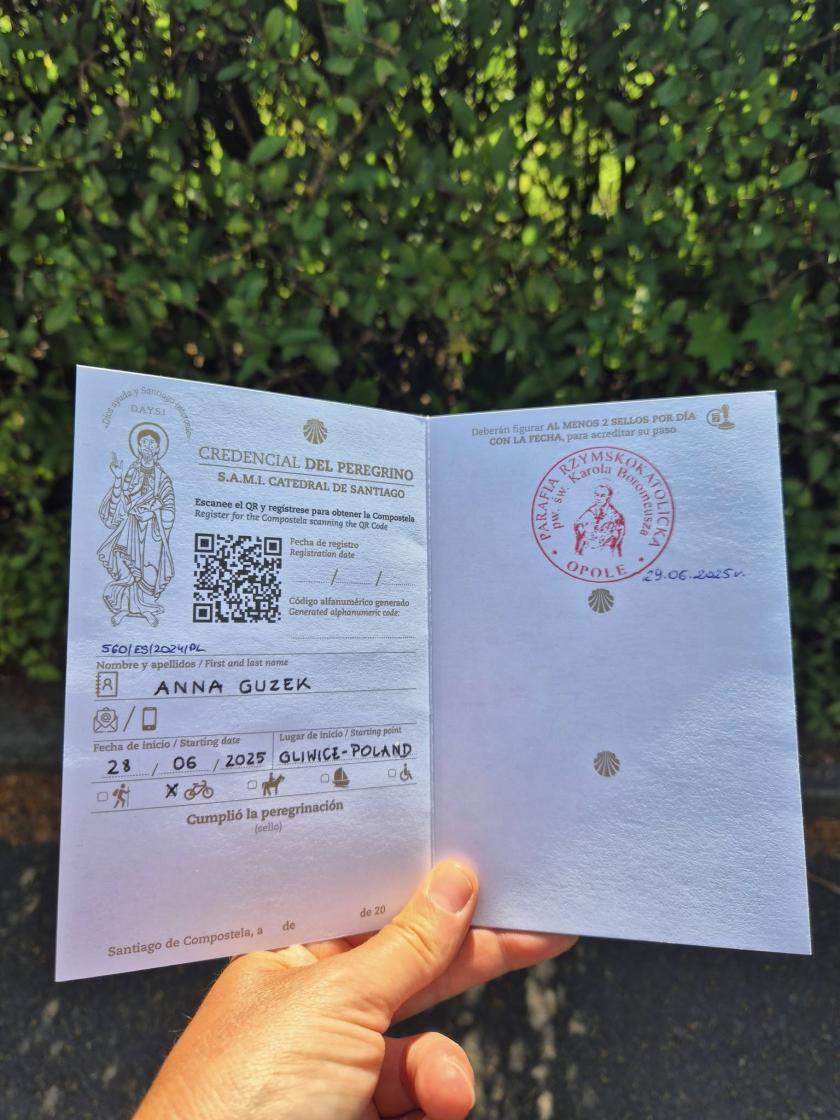 «Dios ayuda y Santiago
D.A.Y.S.I
CREDENCIAL DEL PEREGRINO
S.A.M.I. CATEDRAL DE SANTIAGO
Escanee el QR y regístrese para obtener la Compostela
Register for the Compostela scanning the QR Code
Fecha de registro
Registration date
/ /
Código alfanumérico generado
Generated alphanumeric code:
560/ES/2024/PL
Nombre y apellidos / First and last name
ANNA GUZEK
Fecha de inicio / Starting date
28 / 06 / 2025
Lugar de inicio / Starting point
GLIWICE-POLAND
Cumplió la peregrinación
(sello)
Santiago de Compostela, a de de 20
Deberán figurar AL MENOS 2 SELLOS POR DÍA
CON LA FECHA, para acreditar su paso
PARAFIA RZYMSKOKATOLICKA
pw. św. Karola Boromeusza
OPOLE
29.06.2025r.